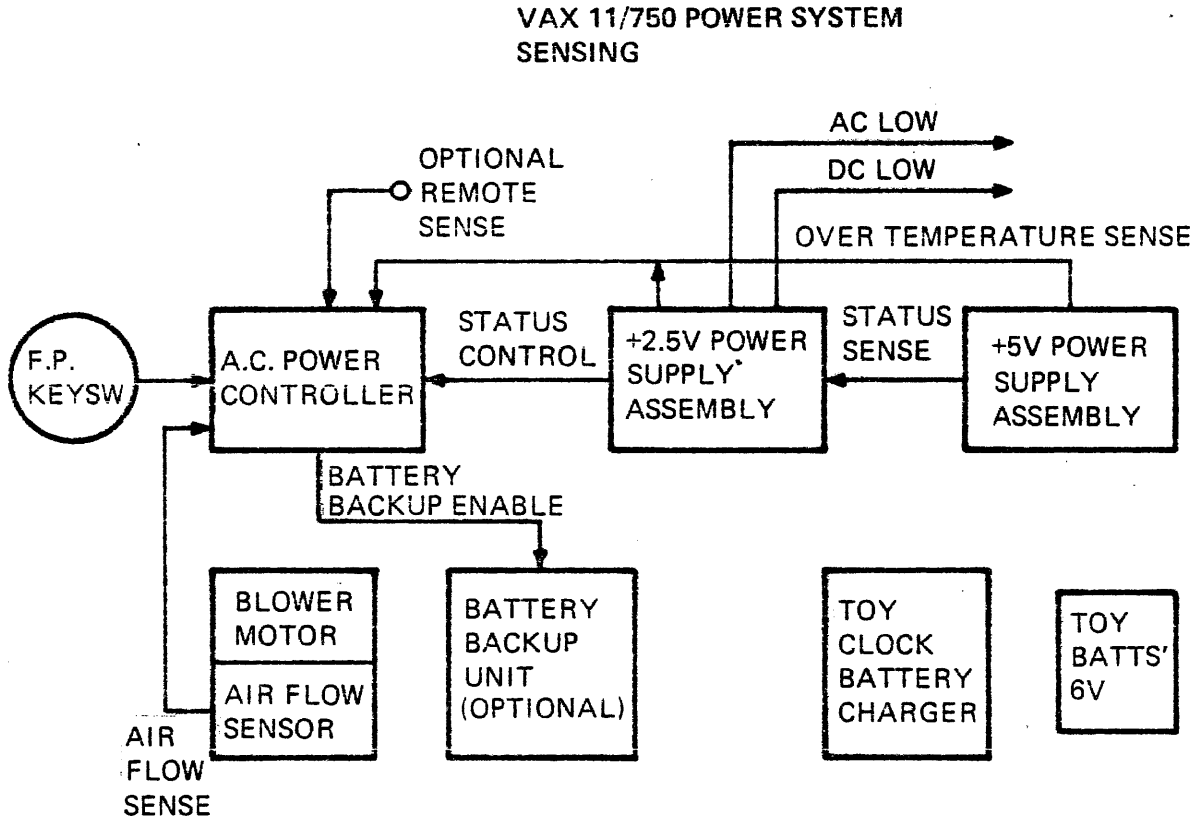 VAX 11/750 POWER SYSTEM
SENSING
AC LOW
DC LOW
OPTIONAL
REMOTE
SENSE
OVER TEMPERATURE SENSE
F.P.
KEYSW
A.C. POWER
CONTROLLER
STATUS
CONTROL
+2.5V POWER
SUPPLY
ASSEMBLY
STATUS
SENSE
+5V POWER
SUPPLY
ASSEMBLY
BATTERY
BACKUP ENABLE
BLOWER
MOTOR
AIR FLOW
SENSOR
AIR
FLOW
SENSE
BATTERY
BACKUP
UNIT
(OPTIONAL)
TOY
CLOCK
BATTERY
CHARGER
TOY
BATTS'
6V